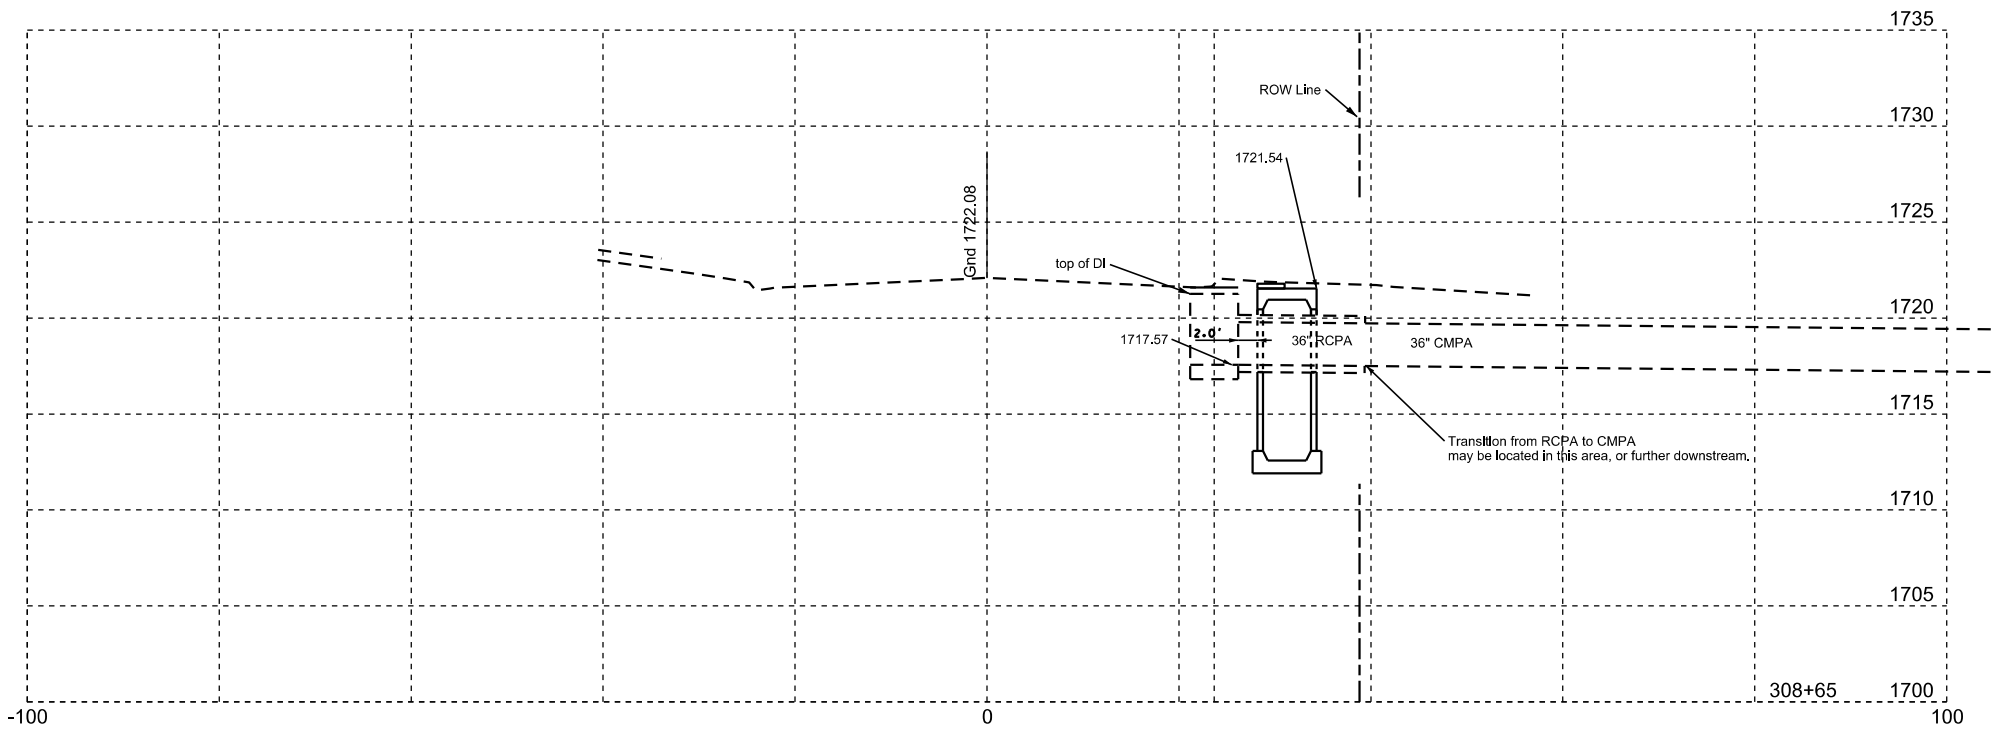 1735
ROW Line
1730
1721.54
1725
Gnd 1722.08
top of DI
1720
2.0'
1717.57
36" RCPA
36" CMPA
1715
Transition from RCPA to CMPA
may be located in this area, or further downstream.
1710
1705
308+65
1700
-100
0
100